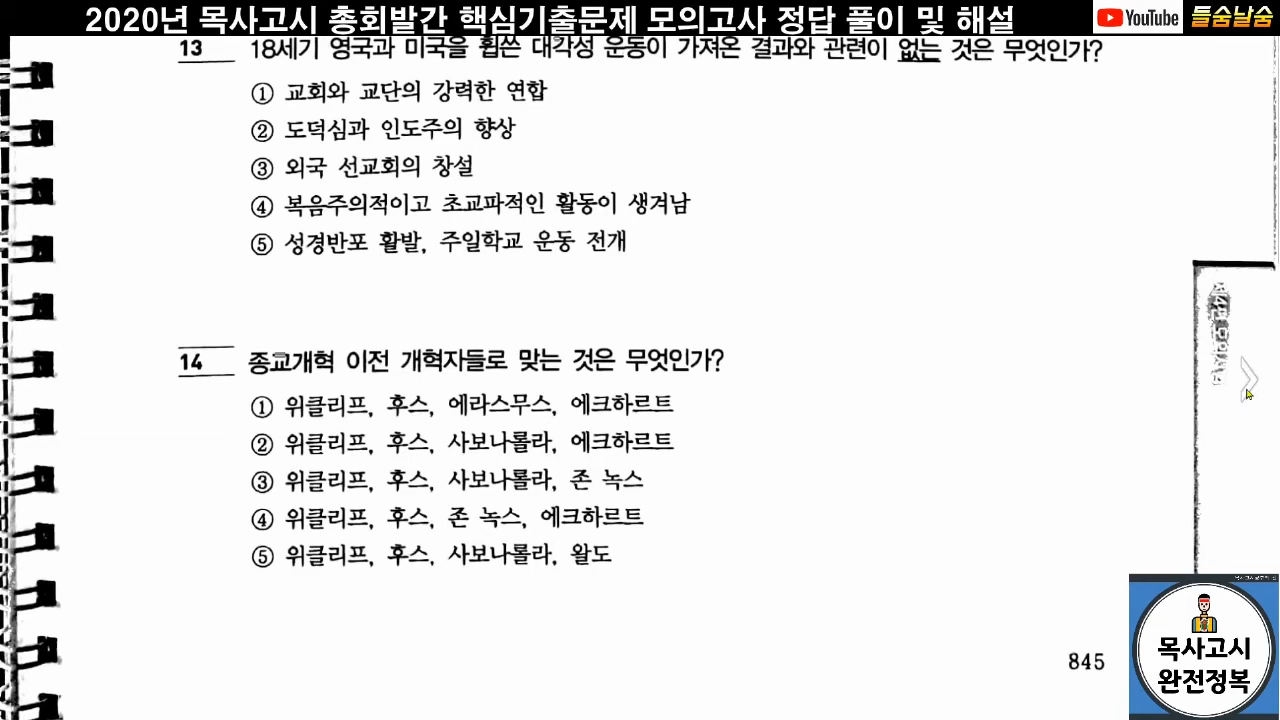 2020년 목사고시 총회발간 핵심기출문제 모의고사 정답 풀이 및 해설
YouTube 들숨날숨
13 18세기 영국과 미국을 휩쓴 대각성 운동이 가져온 결과와 관련이 없는 것은 무엇인가?
① 교회와 교단의 강력한 연합
② 도덕심과 인도주의 향상
③ 외국 선교회의 창설
④ 복음주의적이고 초교파적인 활동이 생겨남
⑤ 성경반포 활발, 주일학교 운동 전개
14 종교개혁 이전 개혁자들로 맞는 것은 무엇인가?
① 위클리프, 후스, 에라스무스, 에크하르트
② 위클리프, 후스, 사보나롤라, 에크하르트
③ 위클리프, 후스, 사보나롤라, 존 녹스
④ 위클리프, 후스, 존 녹스, 에크하르트
⑤ 위클리프, 후스, 사보나롤라, 왈도
845
목사고시
완전정복